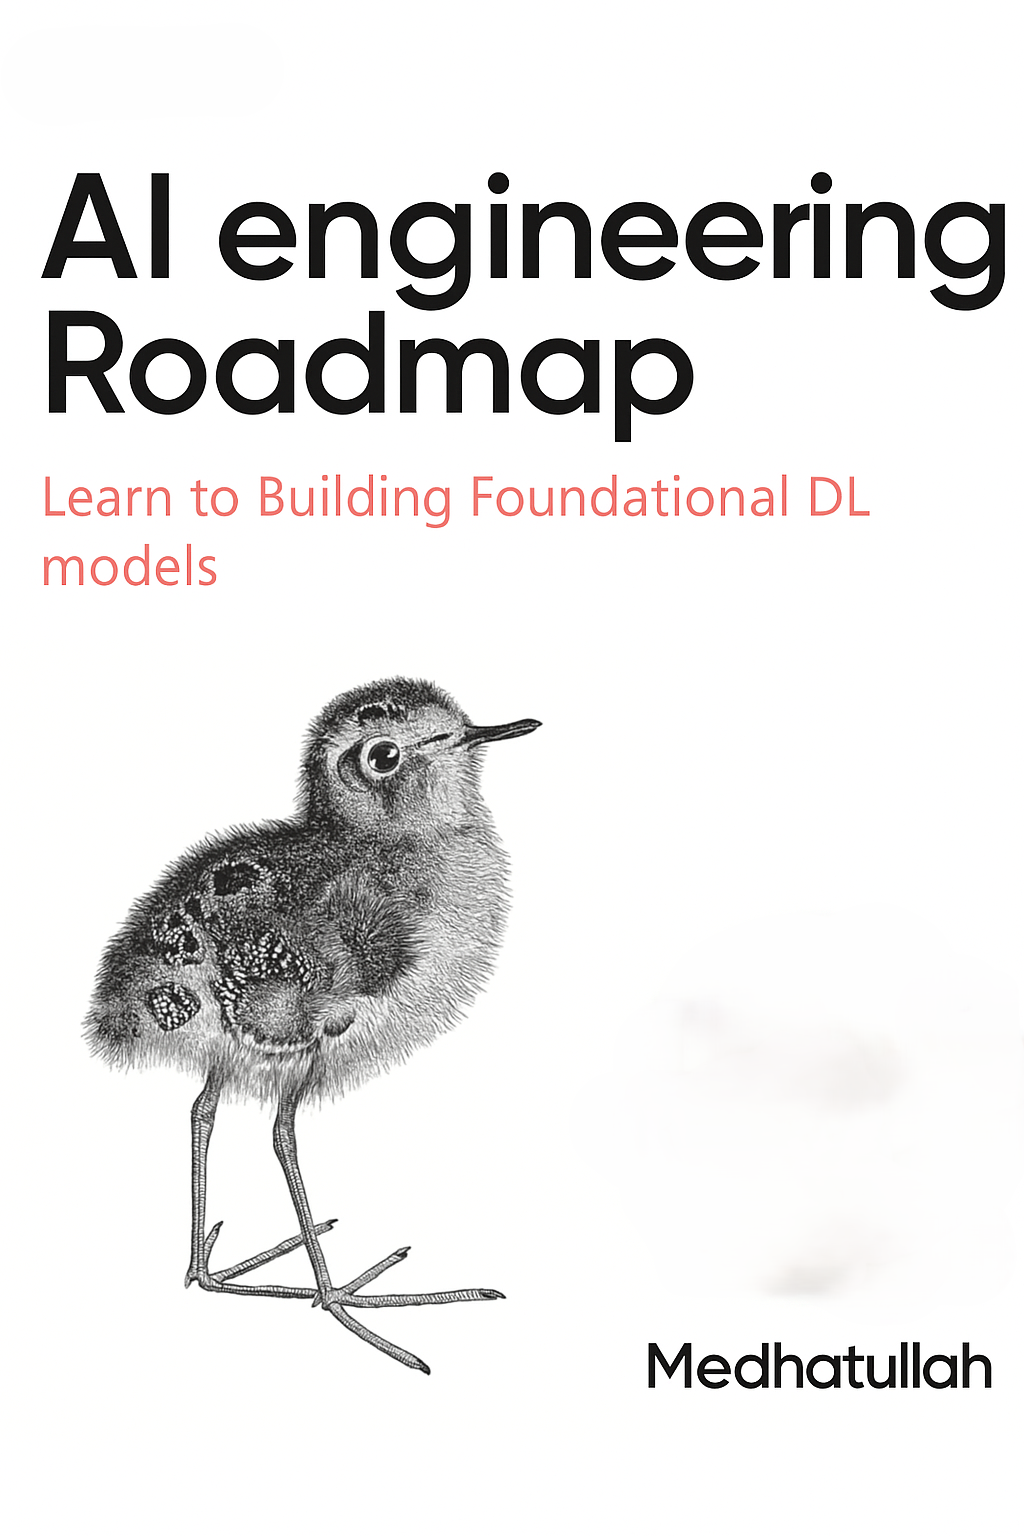 AI engineering
Roadmap
Learn to Building Foundational DL
models
Medhatullah